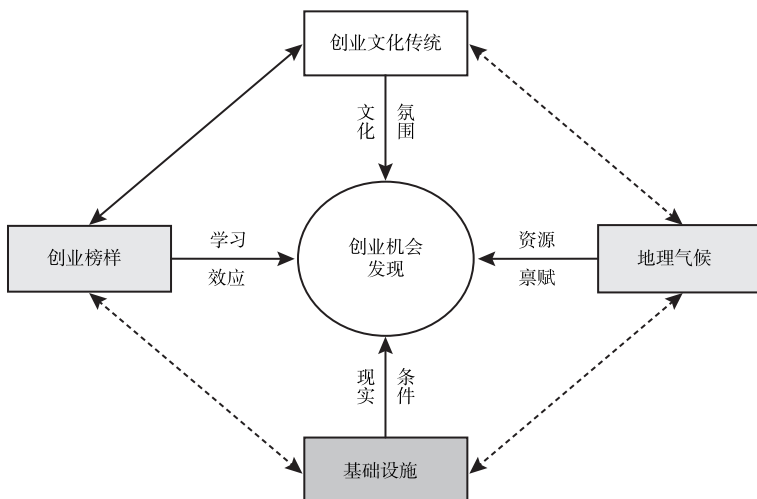 创业文化传统
文化
氛围
创业榜样
学习
效应
创业机会
发现
资源
禀赋
地理气候
现实
条件
基础设施